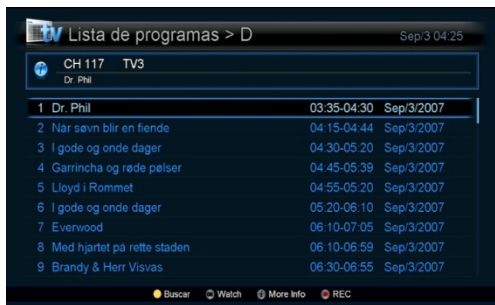 tv Lista de programas > D Sep/3 04:25
CH 117 TV3
Dr. Phil
1 Dr. Phil 03:35-04:30 Sep/3/2007
2 Når søvn blir en fiende 04:15-04:44 Sep/3/2007
3 I gode og onde dager 04:30-05:20 Sep/3/2007
4 Garrincha og røde pølser 04:45-05:39 Sep/3/2007
5 Lloyd i Rommet 04:55-05:20 Sep/3/2007
6 I gode og onde dager 05:20-06:10 Sep/3/2007
7 Everwood 06:10-07:05 Sep/3/2007
8 Med hjartet på rette staden 06:10-06:59 Sep/3/2007
9 Brandy & Herr Visvas 06:30-06:55 Sep/3/2007
Buscar Watch More Info REC